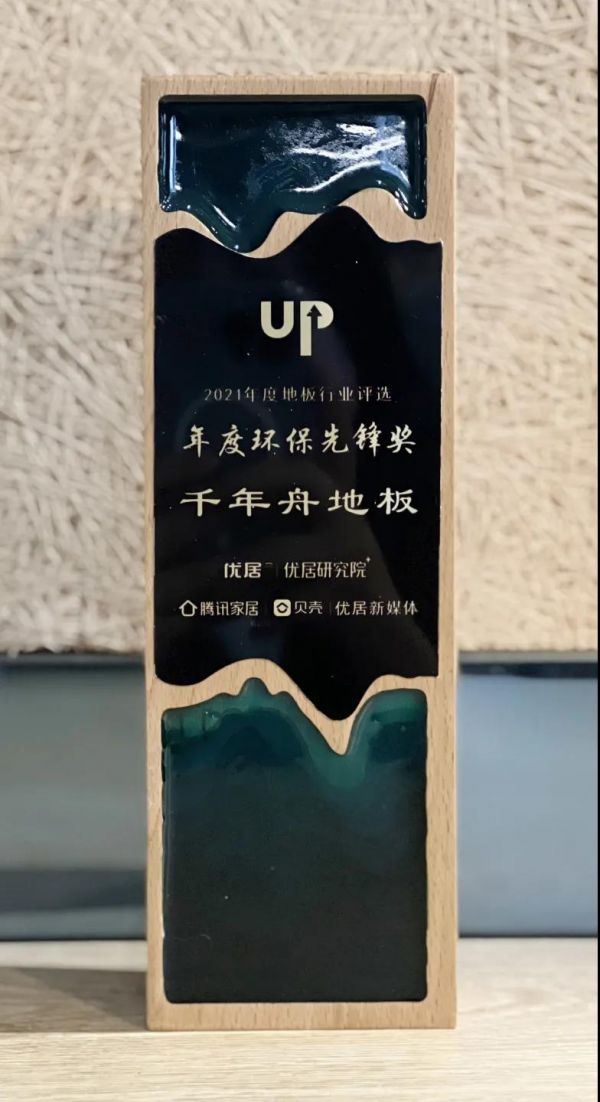 UP
2021年度地板行业评选
年度环保先锋奖
千年舟地板
优居 | 优居研究院
腾讯家居 | 贝壳 | 优居新媒体